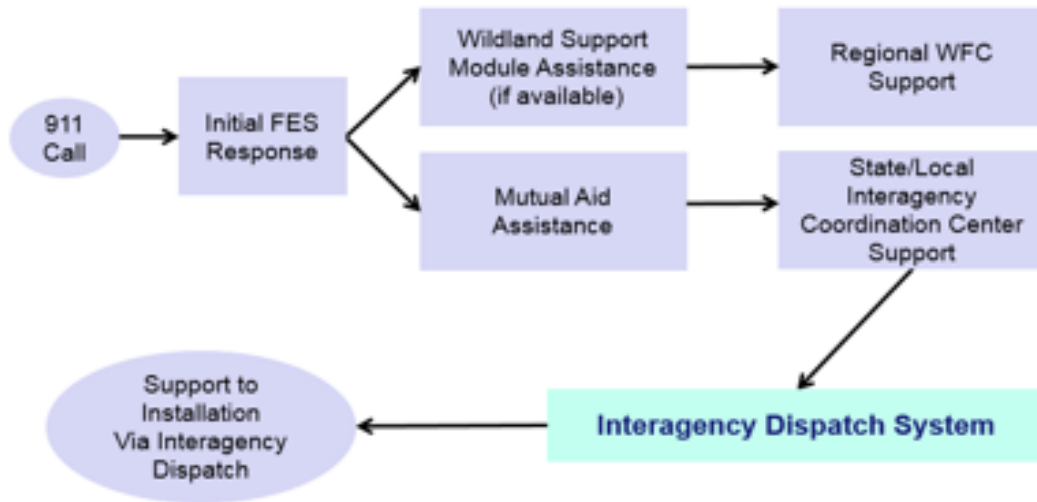 911
Call
Initial FES
Response
Wildland Support
Module Assistance
(if available)
Regional WFC
Support
Mutual Aid
Assistance
State/Local
Interagency
Coordination Center
Support
Interagency Dispatch System
Support to
Installation
Via Interagency
Dispatch